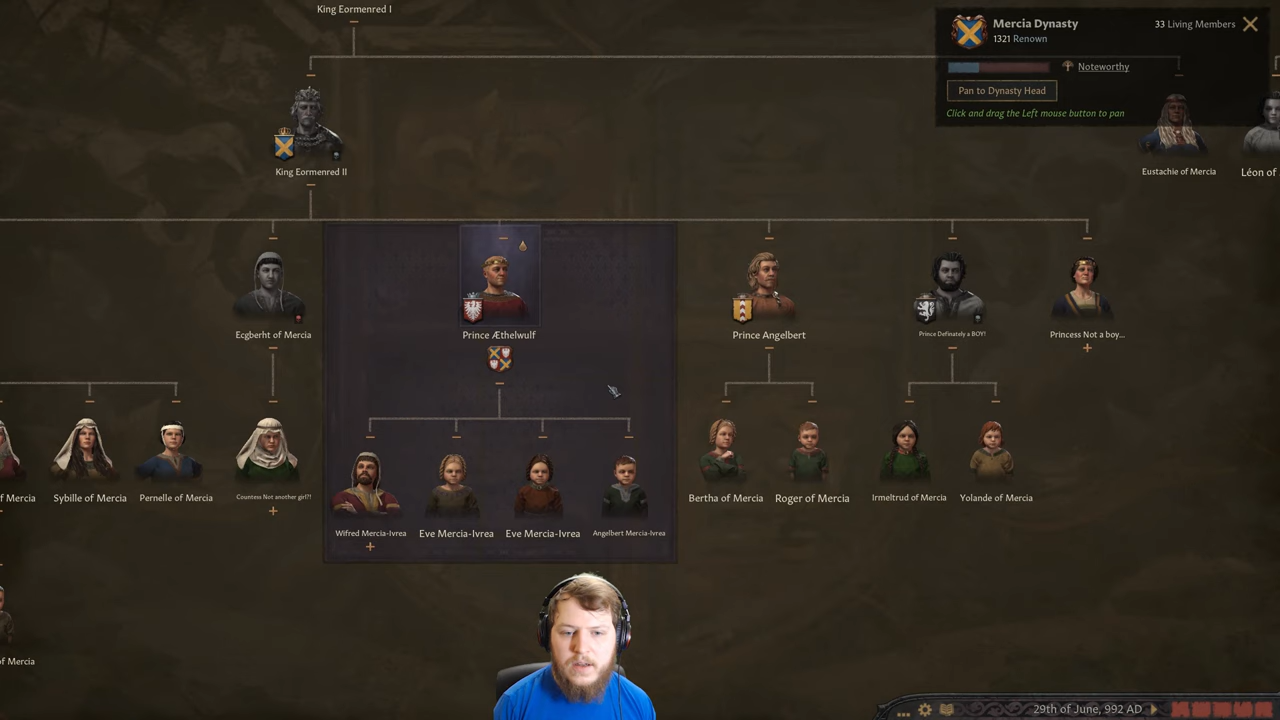 King Eormenred I
Mercia Dynasty
33 Living Members
1321 Renown
Noteworthy
Pan to Dynasty Head
Click and drag the Left mouse button to pan
King Eormenred II
Eustachie of Mercia
Léon of
Ecgberht of Mercia
Prince Æthelwulf
Prince Angelbert
Prince Definately a BOY!
Princess Not a boy...
of Mercia
Sybille of Mercia
Pernelle of Mercia
Countess Not another girl?!
Wifred Mercia-Ivrea
Eve Mercia-Ivrea
Eve Mercia-Ivrea
Angelbert Mercia-Ivrea
Bertha of Mercia
Roger of Mercia
Irmeltrud of Mercia
Yolande of Mercia
of Mercia
29th of June, 992 AD